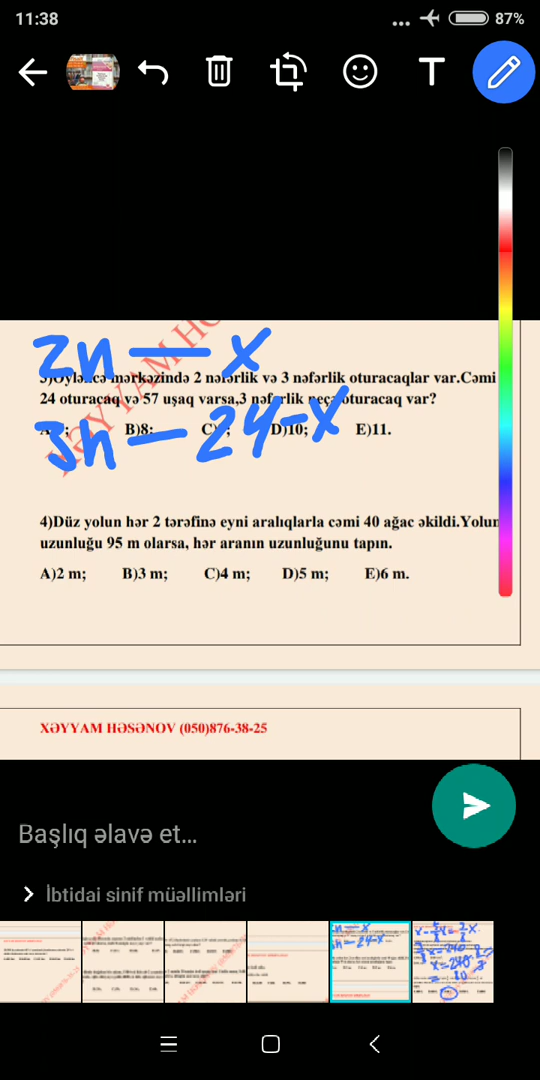 11:38
87%
T
2n — x
3)Əyləncə mərkəzində 2 nəfərlik və 3 nəfərlik oturacaqlar var.Cəmi
24 oturacaq və 57 uşaq varsa,3 nəfərlik neçə oturacaq var?
B)8; D)10; E)11.
3n — 24-x
4)Düz yolun hər 2 tərəfinə eyni aralıqlarla cəmi 40 ağac əkildi.Yolun
uzunluğu 95 m olarsa, hər aranın uzunluğunu tapın.
A)2 m; B)3 m; C)4 m; D)5 m; E)6 m.
XƏYYAM HƏSƏNOV (050)876-38-25
Başlıq əlavə et...
İbtidai sinif müəllimləri